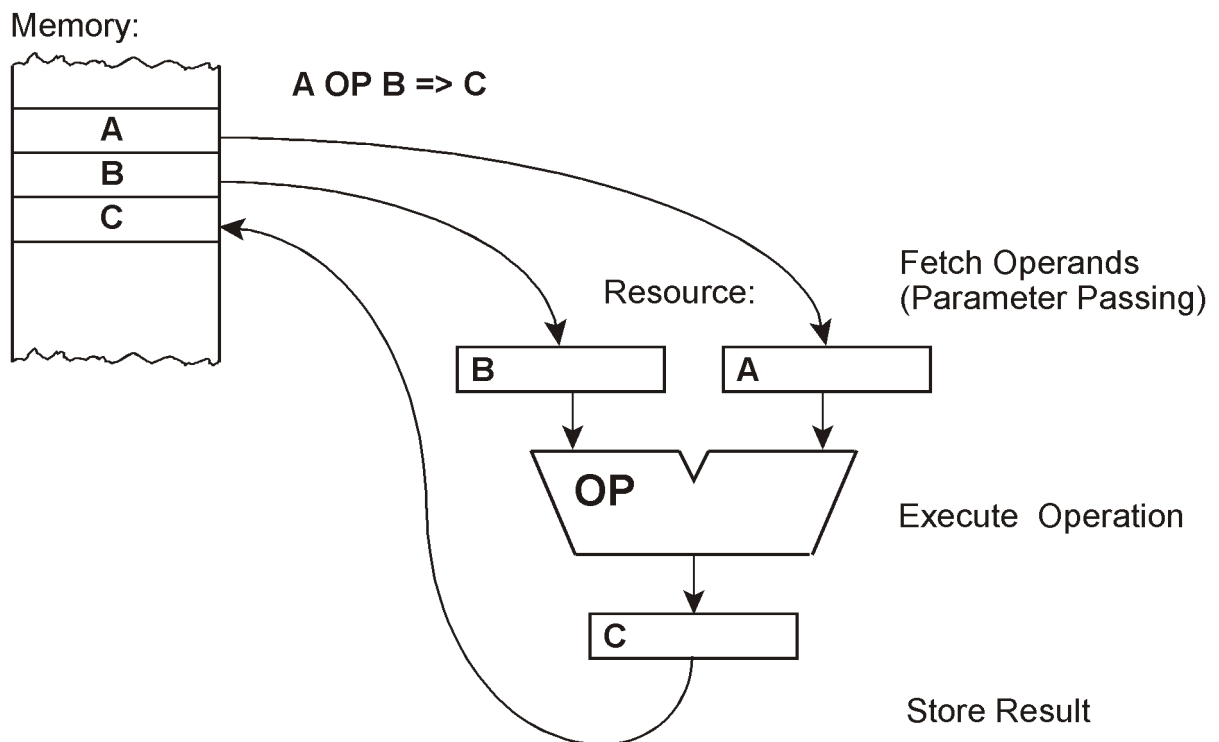 Memory:
A OP B => C
A
B
C
Fetch Operands
(Parameter Passing)
Resource:
B
A
OP
Execute Operation
C
Store Result